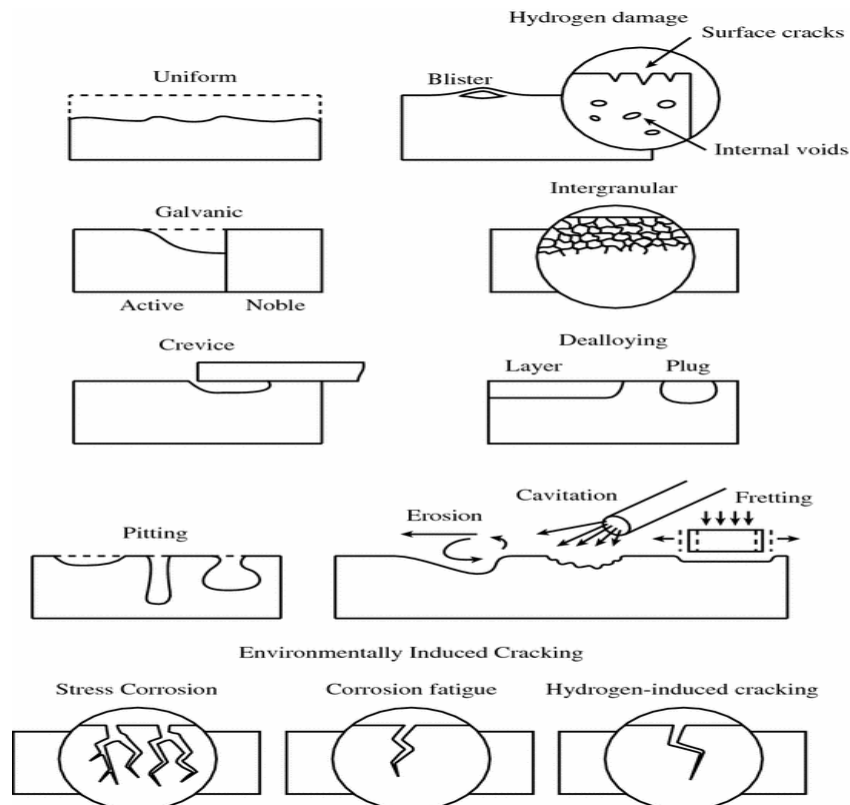 Hydrogen damage
Surface cracks
Uniform
Blister
Internal voids
Intergranular
Galvanic
Active
Noble
Crevice
Dealloying
Layer
Plug
Cavitation
Fretting
Erosion
Pitting
Environmentally Induced Cracking
Stress Corrosion
Corrosion fatigue
Hydrogen-induced cracking